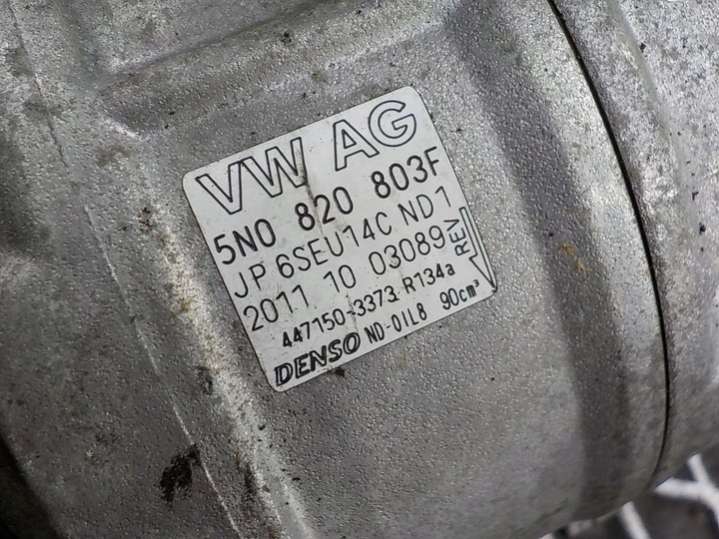 VW AG
5N0 820 803F
JP 6SEU14C ND1
2011 10 03089 REV
447150-3373 R134a
DENSO ND-OIL8 90cm³